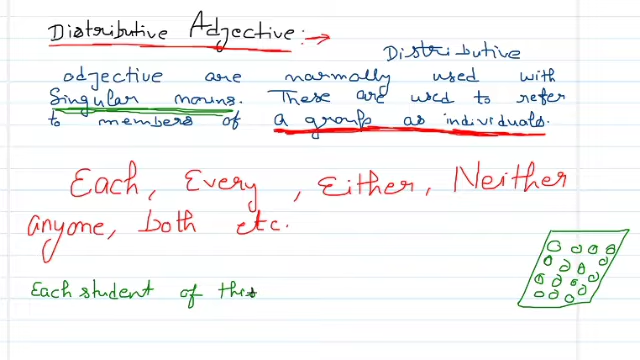 Distributive Adjective :→
Distributive
adjective are normally used with
Singular nouns. These are used to refer
to members of a group as individuals.
Each, Every, Either, Neither
anyone, both etc.
Each student of this